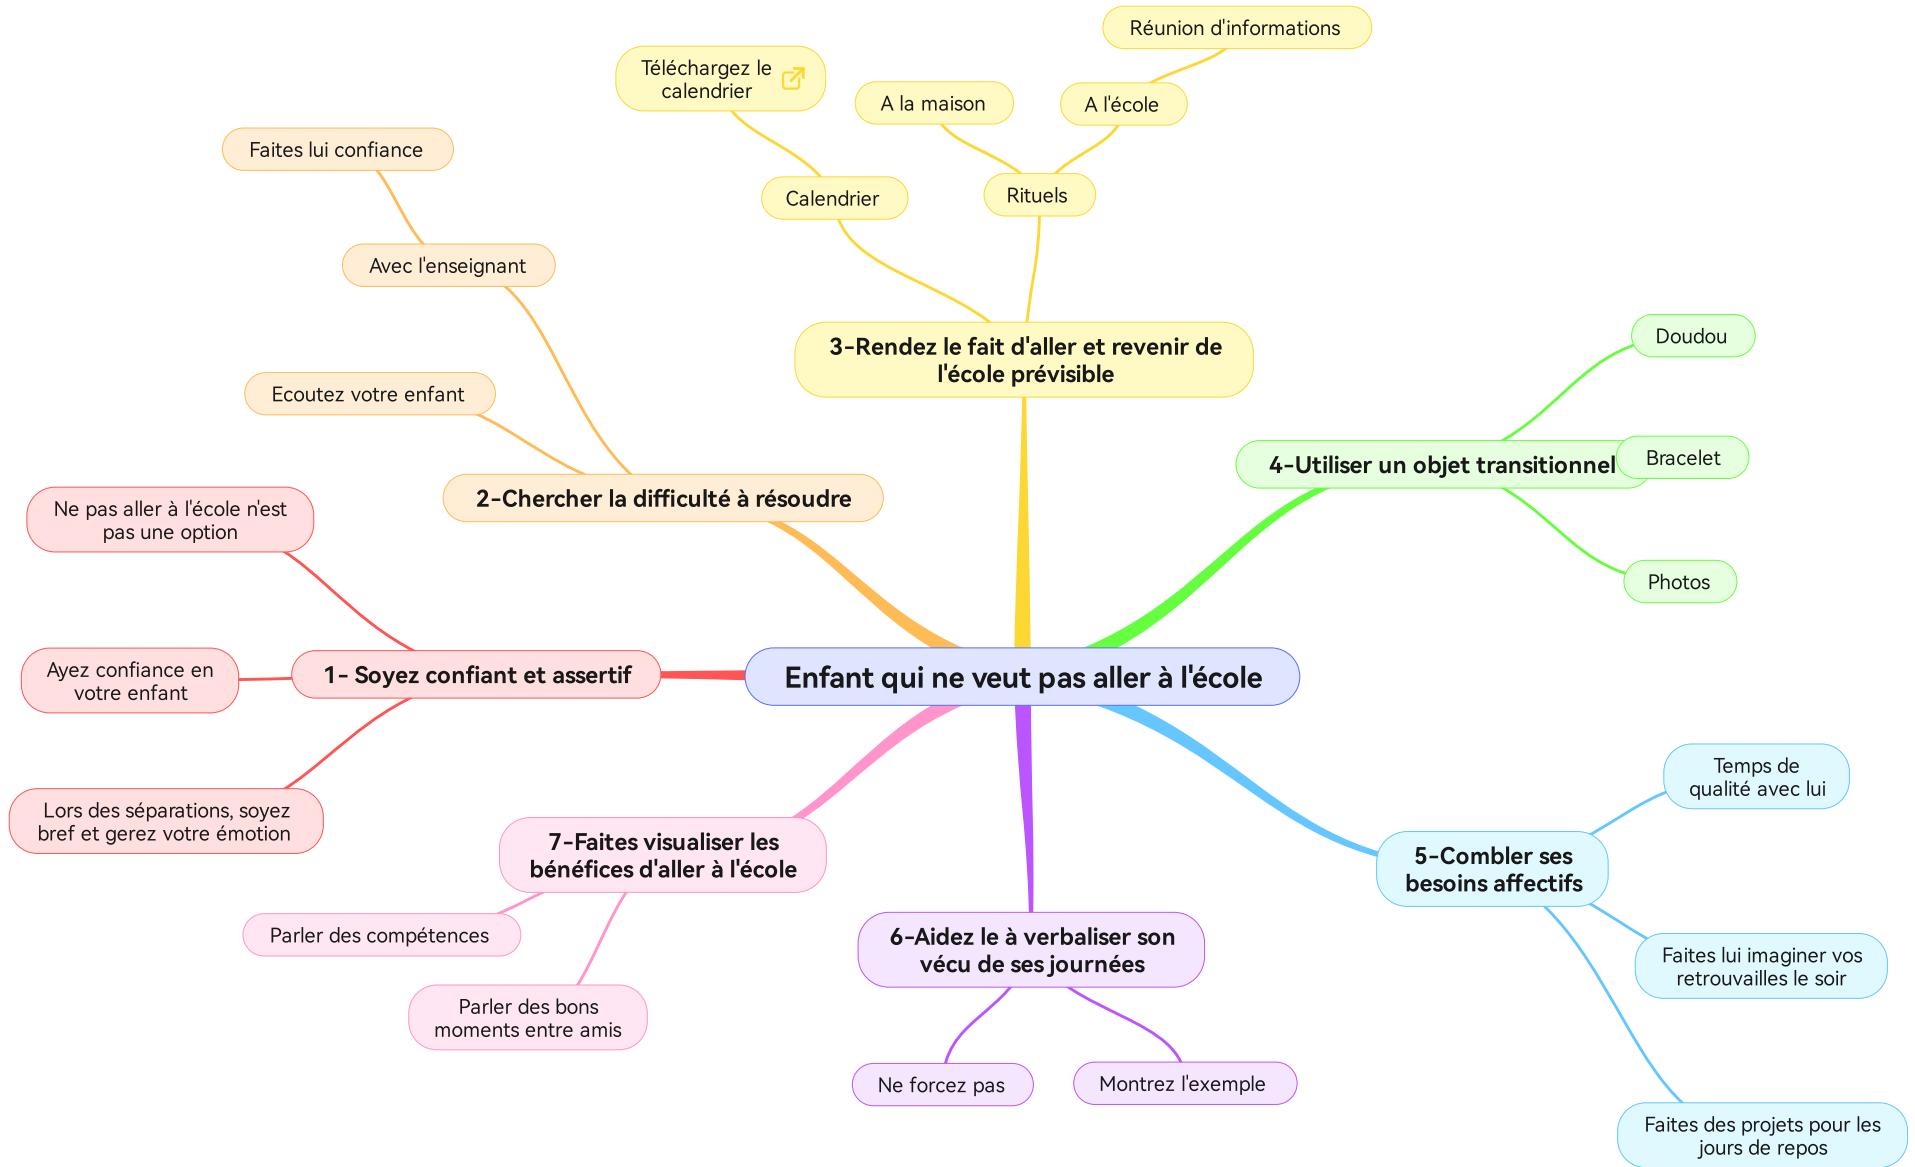 Réunion d'informations
Téléchargez le
calendrier
A la maison
A l'école
Faites lui confiance
Calendrier
Rituels
Avec l'enseignant
3-Rendez le fait d'aller et revenir de
l'école prévisible
Doudou
Ecoutez votre enfant
4-Utiliser un objet transitionnel
Bracelet
2-Chercher la difficulté à résoudre
Ne pas aller à l'école n'est
pas une option
Photos
Ayez confiance en
votre enfant
1- Soyez confiant et assertif
Enfant qui ne veut pas aller à l'école
Temps de
qualité avec lui
Lors des séparations, soyez
bref et gerez votre émotion
7-Faites visualiser les
bénéfices d'aller à l'école
5-Combler ses
besoins affectifs
Parler des compétences
6-Aidez le à verbaliser son
vécu de ses journées
Faites lui imaginer vos
retrouvailles le soir
Parler des bons
moments entre amis
Ne forcez pas
Montrez l'exemple
Faites des projets pour les
jours de repos